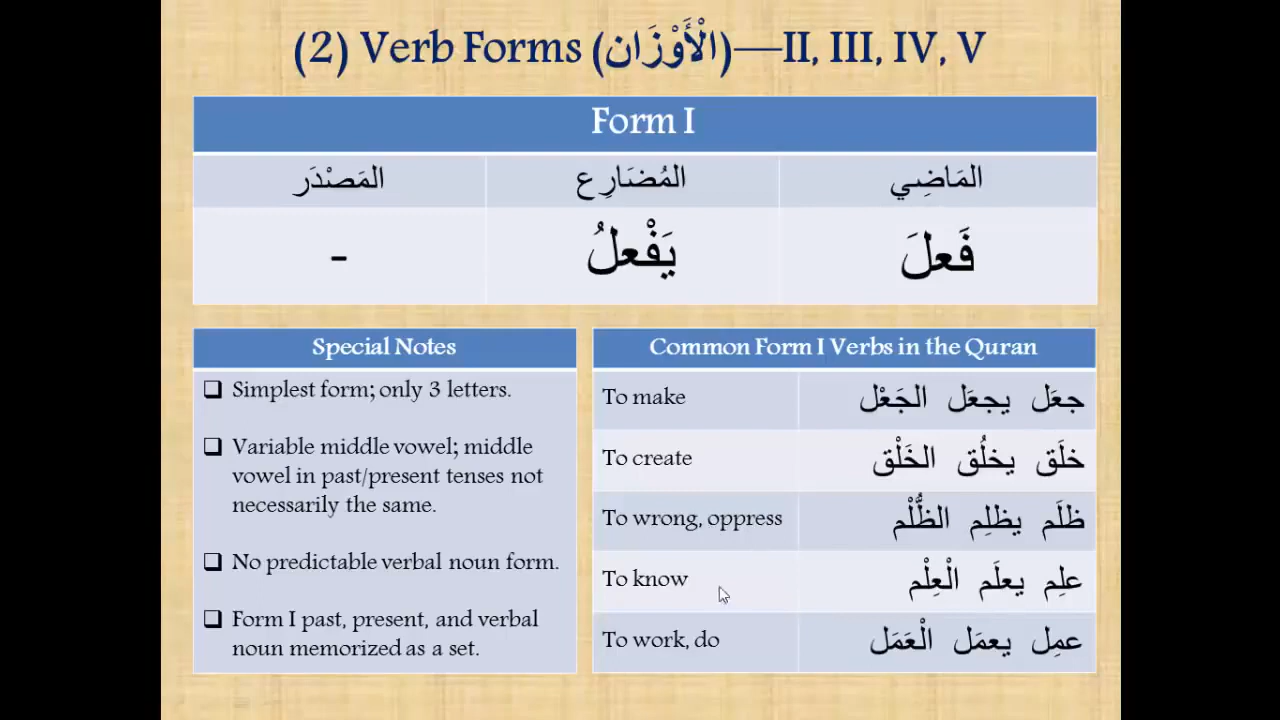 (2) Verb Forms (الْأَوْزَان)—II, III, IV, V
Form I
المَاضِي المُضَارِع المَصْدَر
فَعلَ يَفْعلُ -
Special Notes
❑ Simplest form; only 3 letters.
❑ Variable middle vowel; middle
vowel in past/present tenses not
necessarily the same.
❑ No predictable verbal noun form.
❑ Form I past, present, and verbal
noun memorized as a set.
Common Form I Verbs in the Quran
To make جعَل يجعَل الجَعْل
To create خلَق يخلُق الخَلْق
To wrong, oppress ظلَم يظلِم الظُّلْم
To know علِم يعلَم الْعِلْم
To work, do عمِل يعمَل الْعَمَل